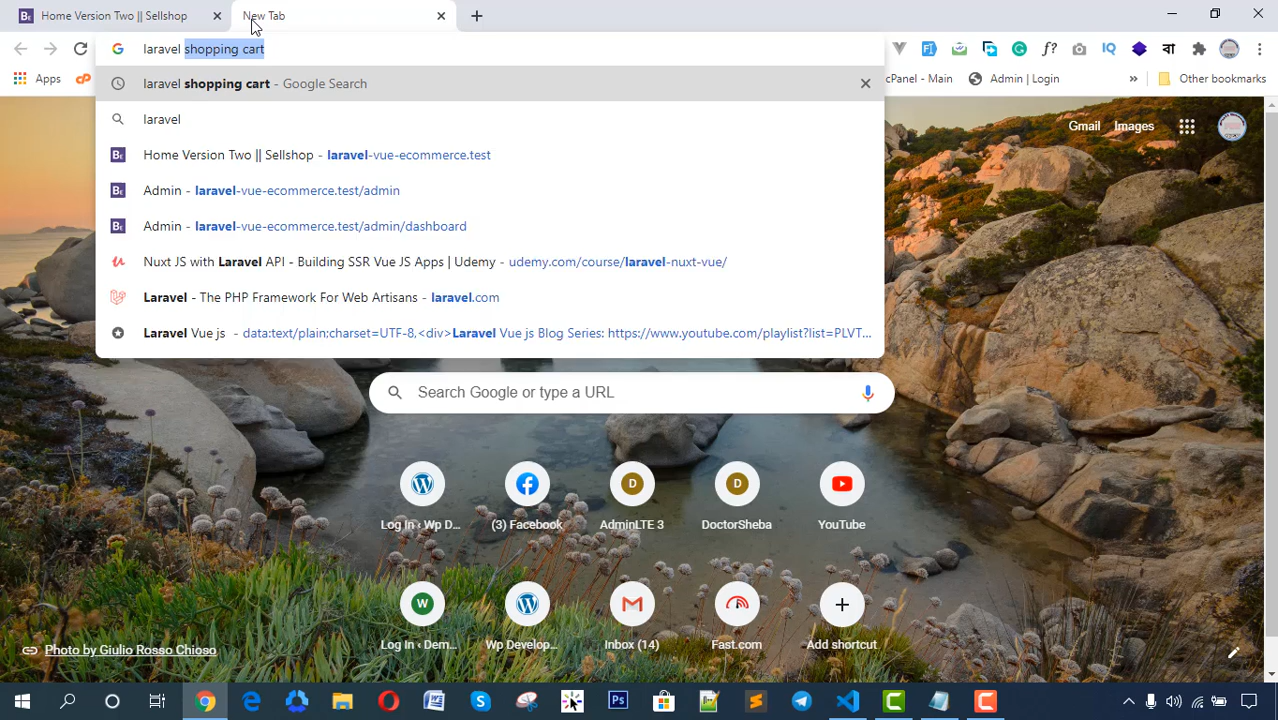 Home Version Two || Sellshop
New Tab
laravel shopping cart
cPanel - Main
Admin | Login
»
Other bookmarks
Apps
laravel shopping cart - Google Search
laravel
Home Version Two || Sellshop - laravel-vue-ecommerce.test
Admin - laravel-vue-ecommerce.test/admin
Admin - laravel-vue-ecommerce.test/admin/dashboard
Nuxt JS with Laravel API - Building SSR Vue JS Apps | Udemy - udemy.com/course/laravel-nuxt-vue/
Laravel - The PHP Framework For Web Artisans - laravel.com
Laravel Vue js - data:text/plain;charset=UTF-8,<div>Laravel Vue js Blog Series: https://www.youtube.com/playlist?list=PLVT...
Gmail Images
Search Google or type a URL
Log In ‹ Wp D...
(3) Facebook
AdminLTE 3
DoctorSheba
YouTube
Log In ‹ Dem...
Wp Develop...
Inbox (14)
Fast.com
Add shortcut
Photo by Giulio Rosso Chioso